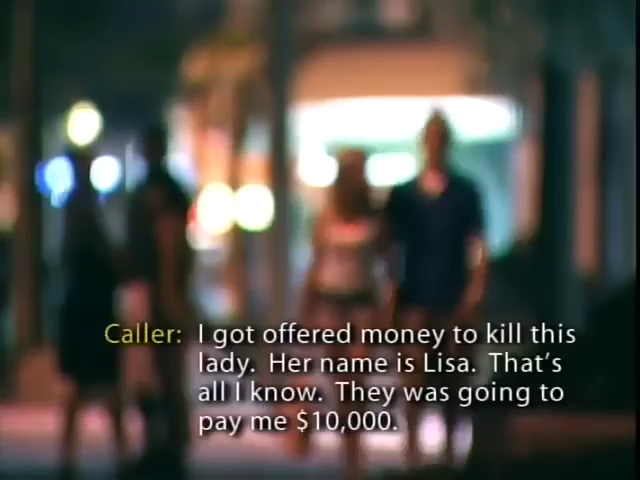 Caller: I got offered money to kill this
lady. Her name is Lisa. That's
all I know. They was going to
pay me $10,000.